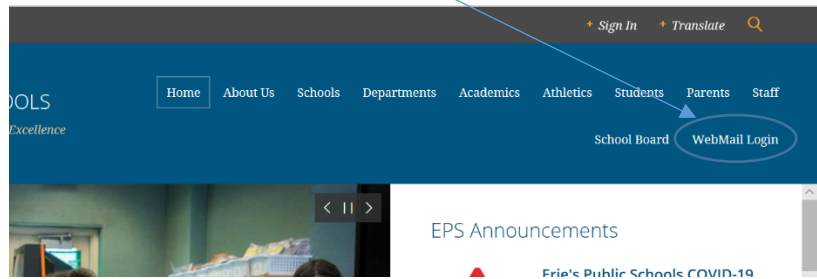 + Sign In + Translate
Home About Us Schools Departments Academics Athletics Students Parents Staff
Excellence
School Board WebMail Login
EPS Announcements
Erie's Public Schools COVID-19